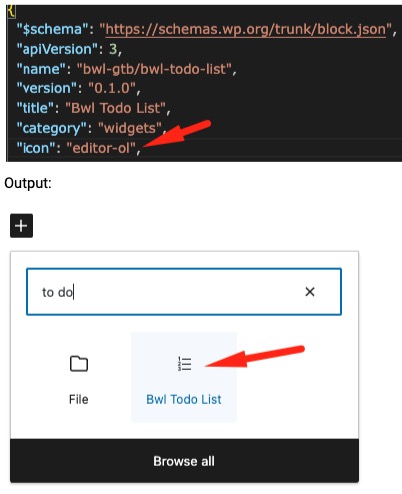 {
"$schema": "https://schemas.wp.org/trunk/block.json",
"apiVersion": 3,
"name": "bwl-gtb/bwl-todo-list",
"version": "0.1.0",
"title": "Bwl Todo List",
"category": "widgets",
"icon": "editor-ol",
Output:
to do
File
Bwl Todo List
Browse all